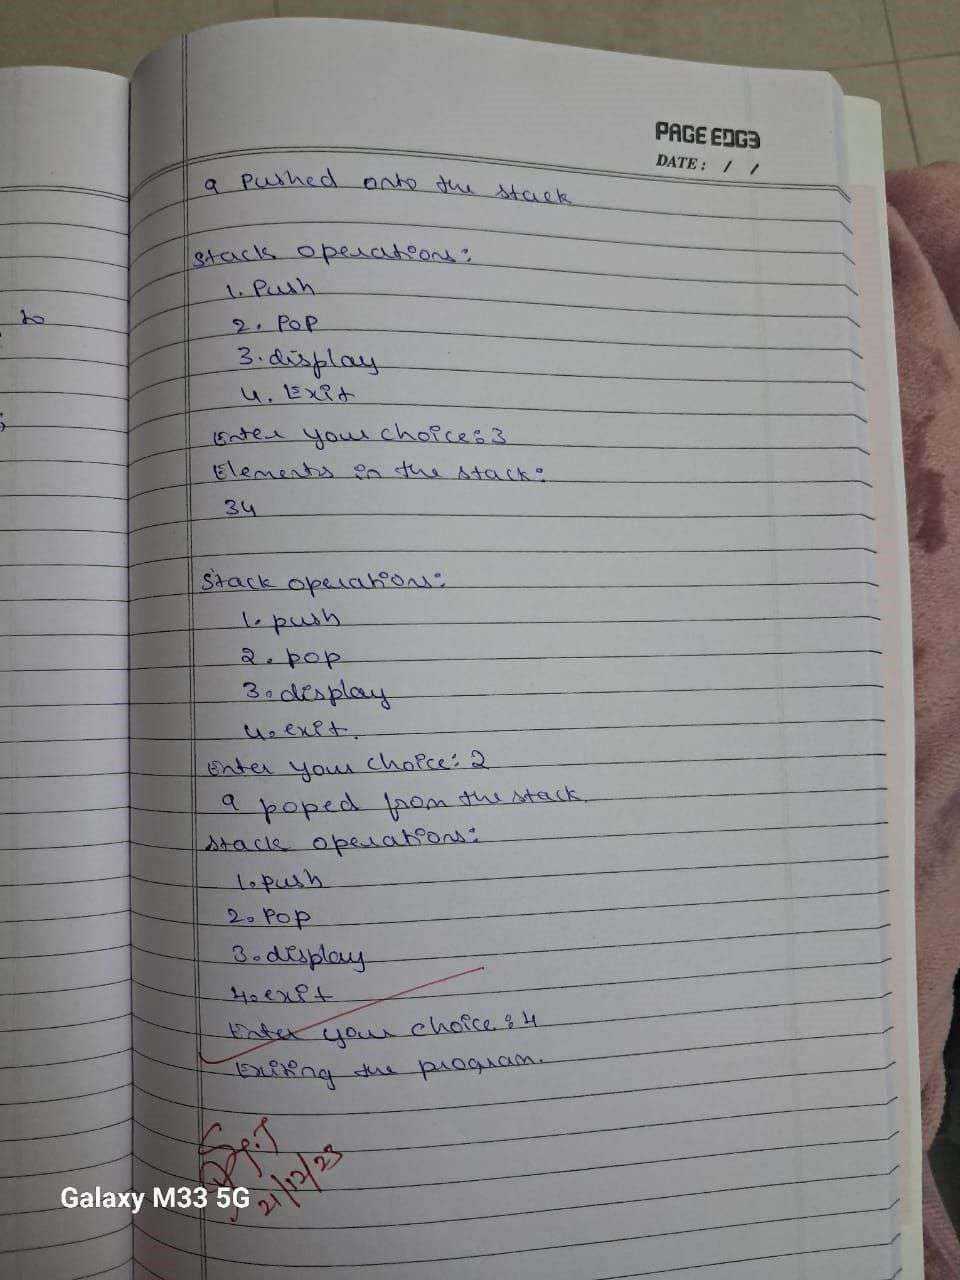 PAGE EDGE
DATE: / /
9 Pushed onto the stack
Stack operations:
1. Push
2. POP
3. display
4. Exit
to
;
Enter your choice: 3
Elements in the stack:
34
Stack operations:
1. push
2. pop
3. display
4. exit.
Enter your choice: 2
9 poped from the stack.
Stack operations:
1. push
2. POP
3. display
4. exit
Enter your choice: 4
Exiting the program.
21/12/23
Galaxy M33 5G